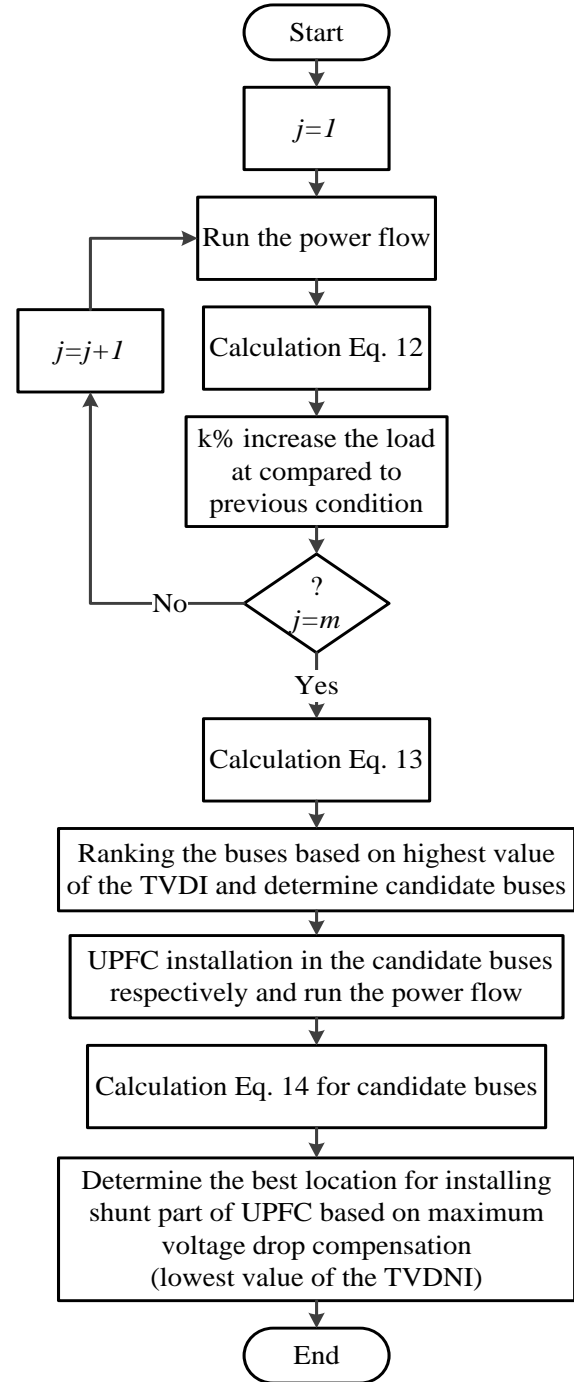 Start
j=1
Run the power flow
j=j+1
Calculation Eq. 12
k% increase the load
at compared to
previous condition
?
j=m
No
Yes
Calculation Eq. 13
Ranking the buses based on highest value
of the TVDI and determine candidate buses
UPFC installation in the candidate buses
respectively and run the power flow
Calculation Eq. 14 for candidate buses
Determine the best location for installing
shunt part of UPFC based on maximum
voltage drop compensation
(lowest value of the TVDNI)
End